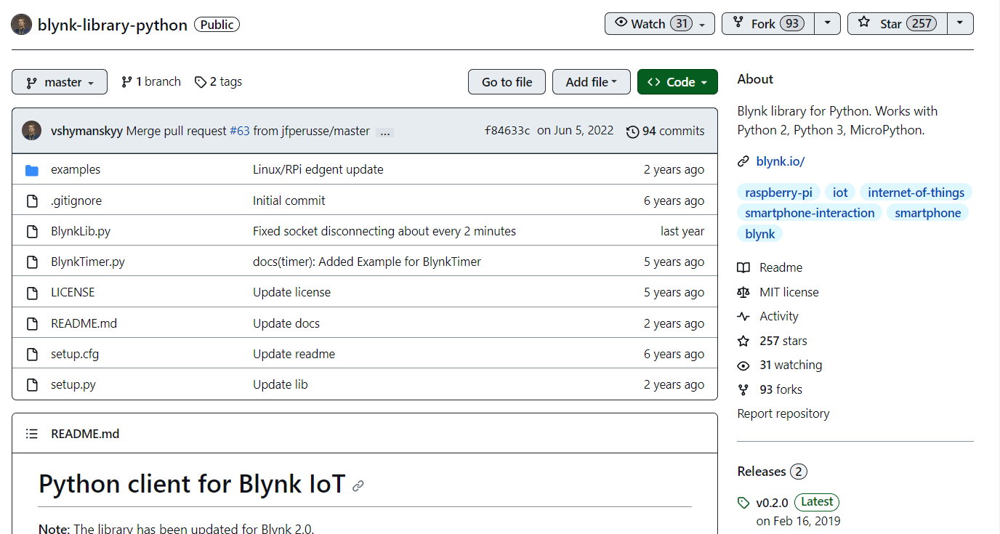 blynk-library-python Public Watch 31 Fork 93 Star 257
master 1 branch 2 tags Go to file Add file <> Code
vshymanskyy Merge pull request #63 from jfperusse/master ... f84633c on Jun 5, 2022 94 commits
examples Linux/RPi edgent update 2 years ago
.gitignore Initial commit 6 years ago
BlynkLib.py Fixed socket disconnecting about every 2 minutes last year
BlynkTimer.py docs(timer): Added Example for BlynkTimer 5 years ago
LICENSE Update license 5 years ago
README.md Update docs 2 years ago
setup.cfg Update readme 6 years ago
setup.py Update lib 2 years ago
README.md
Python client for Blynk IoT
Note: The library has been updated for Blynk 2.0.
About
Blynk library for Python. Works with
Python 2, Python 3, MicroPython.
blynk.io/
raspberry-pi iot internet-of-things
smartphone-interaction smartphone
blynk
Readme
MIT license
Activity
257 stars
31 watching
93 forks
Report repository
Releases 2
v0.2.0 Latest
on Feb 16, 2019